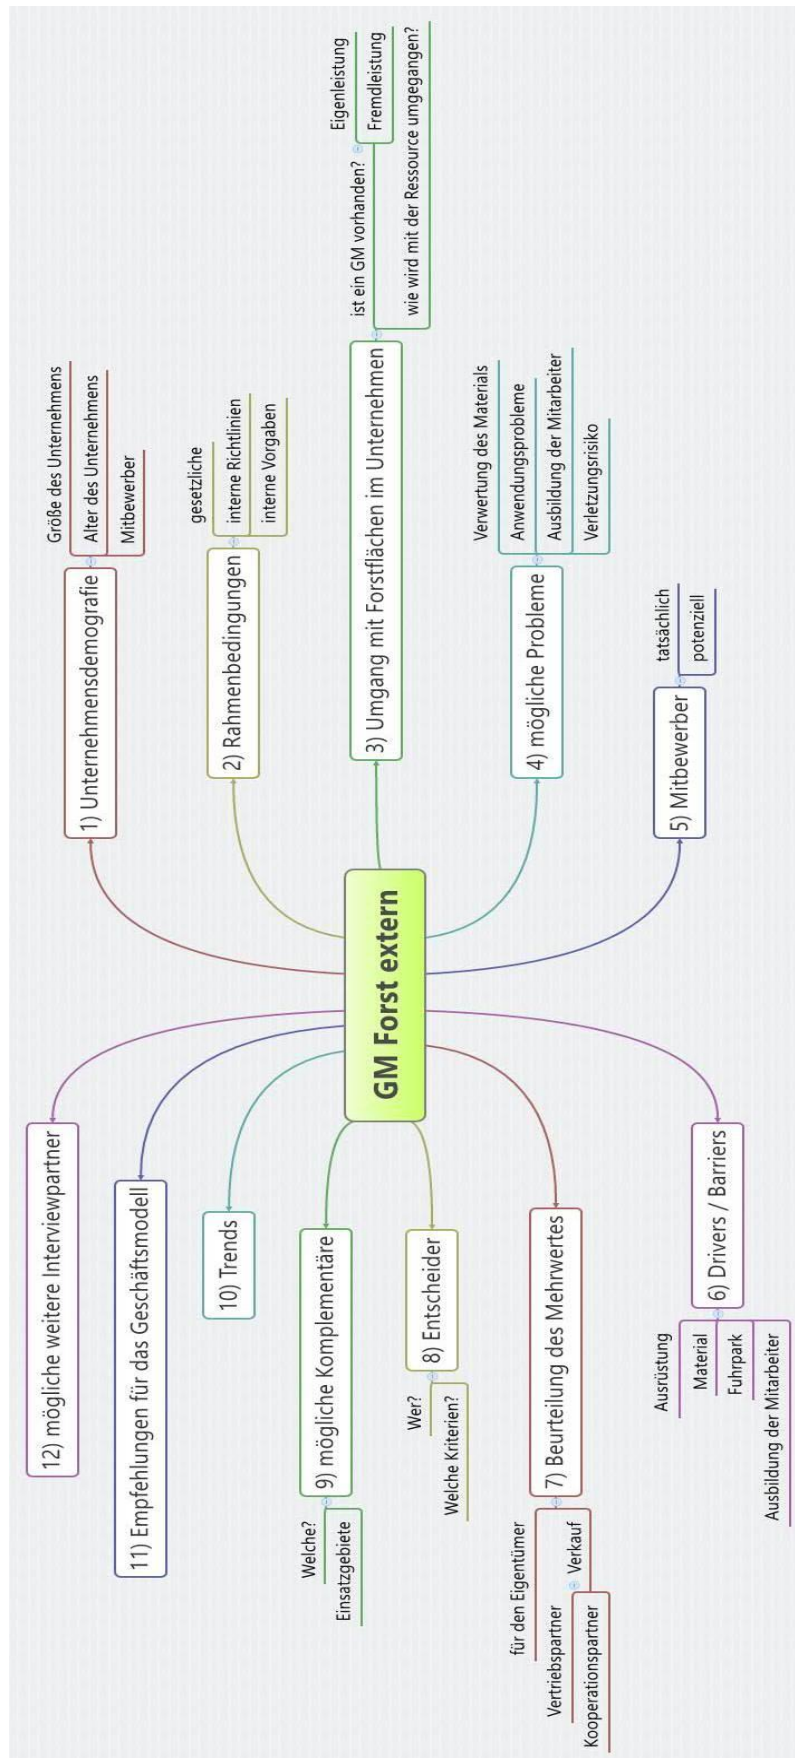 GM Forst extern
1) Unternehmensdemografie
Größe des Unternehmens
Alter des Unternehmens
Mitbewerber
2) Rahmenbedingungen
gesetzliche
interne Richtlinien
interne Vorgaben
3) Umgang mit Forstflächen im Unternehmen
ist ein GM vorhanden?
Eigenleistung
Fremdleistung
wie wird mit der Ressource umgegangen?
4) mögliche Probleme
Verwertung des Materials
Anwendungsprobleme
Ausbildung der Mitarbeiter
Verletzungsrisiko
5) Mitbewerber
tatsächlich
potenziell
6) Drivers / Barriers
Ausrüstung
Material
Fuhrpark
Ausbildung der Mitarbeiter
7) Beurteilung des Mehrwertes
für den Eigentümer
Verkauf
Vertriebspartner
Kooperationspartner
8) Entscheider
Wer?
Welche Kriterien?
9) mögliche Komplementäre
Welche?
Einsatzgebiete
10) Trends
11) Empfehlungen für das Geschäftsmodell
12) mögliche weitere Interviewpartner